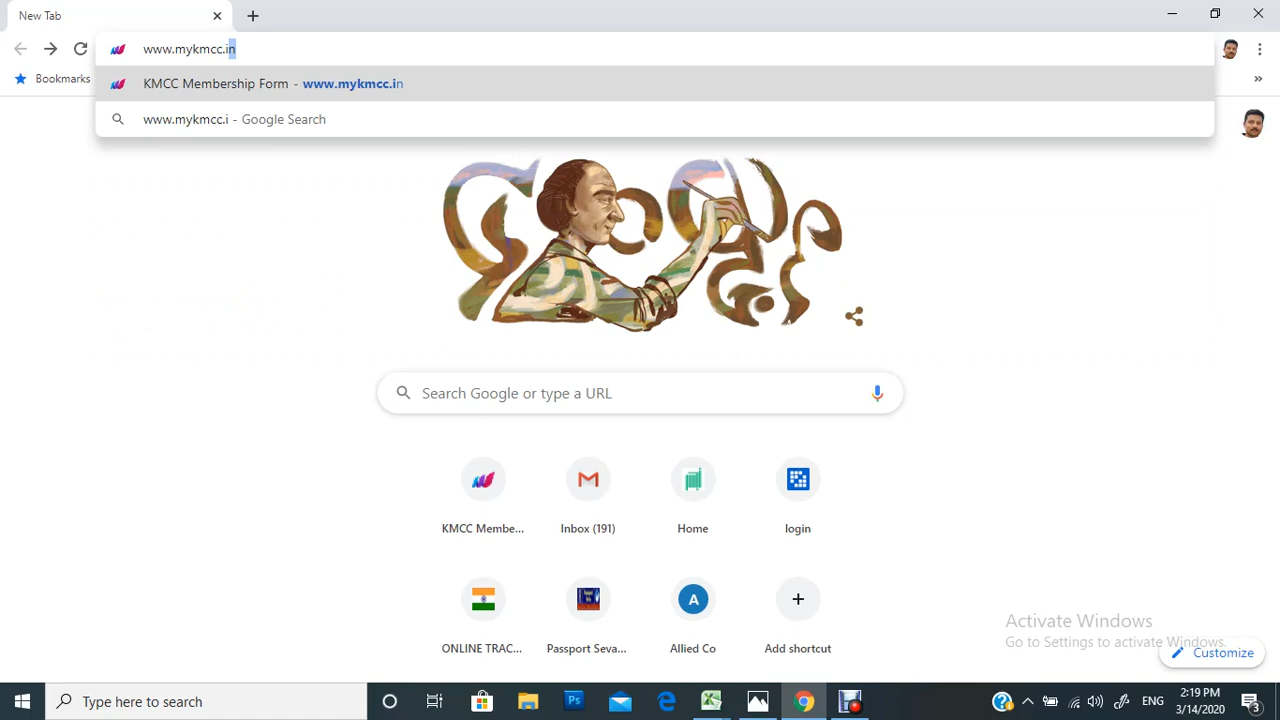 New Tab
www.mykmcc.in
Bookmarks
KMCC Membership Form - www.mykmcc.in
»
www.mykmcc.i - Google Search
Search Google or type a URL
KMCC Membe...
Inbox (191)
Home
login
A
ONLINE TRAC...
Passport Seva...
Allied Co
Add shortcut
Activate Windows
Go to Settings to activate Windows.
Customize
Type here to search
Ps
ENG
2:19 PM
3/14/2020
3